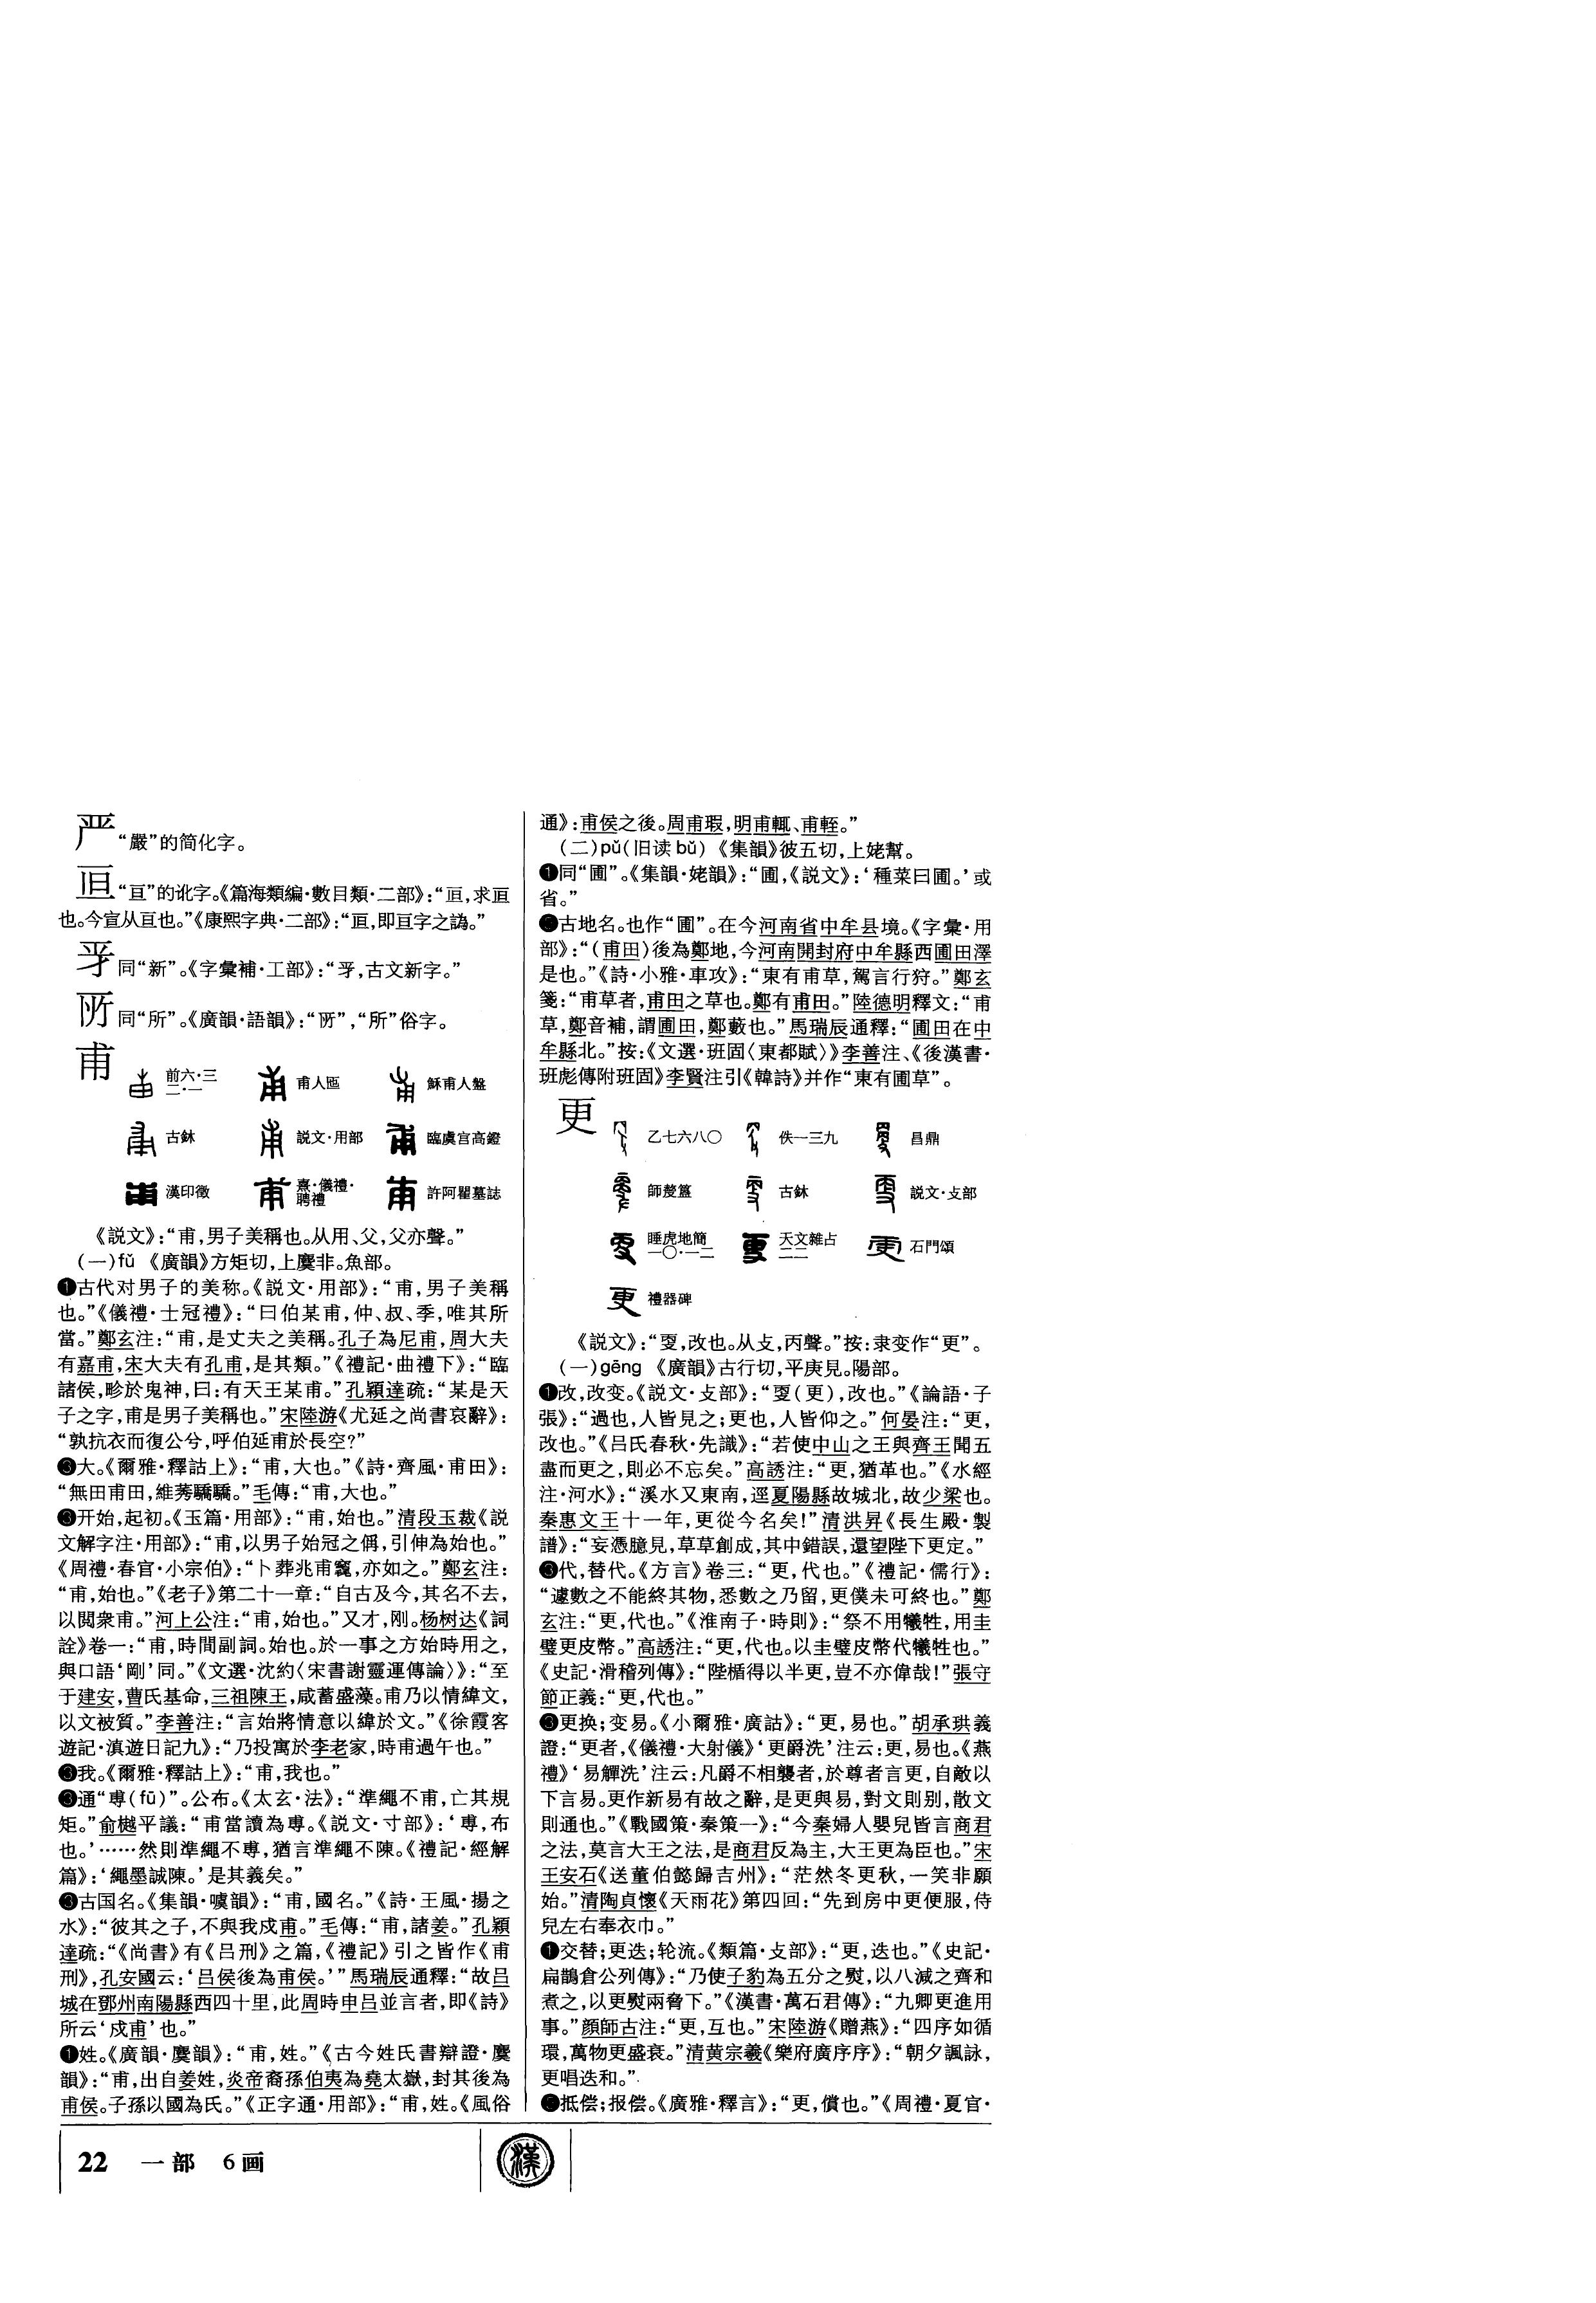 严 “嚴”的简化字。
“亘”的讹字。《篇海類編·數目類·二部》：“𠄢，求亘
也。今宣从亘也。”《康熙字典·二部》：“𠄢，即亘字之譌。”
同“新”。《字彙補·工部》：“，古文新字。”
同“所”。《廣韻·語韻》：“”，“所”俗字。
甫
前六·三二·一 甫人匜 穌甫人盤
古鉥 説文·用部 臨虞宫高鐙
漢印徵 熹·儀禮·聘禮 許阿瞿墓誌
《説文》：“甫，男子美稱也。从用、父，父亦聲。”
(一)fǔ 《廣韻》方矩切，上麌非。魚部。
❶古代对男子的美称。《説文·用部》：“甫，男子美稱
也。”《儀禮·士冠禮》：“曰伯某甫，仲、叔、季，唯其所
當。”鄭玄注：“甫，是丈夫之美稱。孔子為尼甫，周大夫
有嘉甫，宋大夫有孔甫，是其類。”《禮記·曲禮下》：“臨
諸侯，畛於鬼神，曰：有天王某甫。”孔穎達疏：“某是天
子之字，甫是男子美稱也。”宋陸游《尤延之尚書哀辭》：
“孰抗衣而復公兮，呼伯延甫於長空？”
❸大。《爾雅·釋詁上》：“甫，大也。”《詩·齊風·甫田》：
“無田甫田，維莠驕驕。”毛傳：“甫，大也。”
❸开始，起初。《玉篇·用部》：“甫，始也。”清段玉裁《説
文解字注·用部》：“甫，以男子始冠之偁，引伸為始也。”
《周禮·春官·小宗伯》：“卜葬兆甫竁，亦如之。”鄭玄注：
“甫，始也。”《老子》第二十一章：“自古及今，其名不去，
以閲衆甫。”河上公注：“甫，始也。”又才，刚。杨树达《詞
詮》卷一：“甫，時間副詞。始也。於一事之方始時用之，
與口語‘剛’同。”《文選·沈約〈宋書謝靈運傳論〉》：“至
于建安，曹氏基命，三祖陳王，咸蓄盛藻。甫乃以情緯文，
以文被質。”李善注：“言始將情意以緯於文。”《徐霞客
遊記·滇遊日記九》：“乃投寓於李老家，時甫過午也。”
❸我。《爾雅·釋詁上》：“甫，我也。”
❸通“尃(fū)”。公布。《太玄·法》：“準繩不甫，亡其規
矩。”俞樾平議：“甫當讀為尃。《説文·寸部》：‘尃，布
也。’……然則準繩不尃，猶言準繩不陳。《禮記·經解
篇》：‘繩墨誠陳。’是其義矣。”
❸古国名。《集韻·噳韻》：“甫，國名。”《詩·王風·揚之
水》：“彼其之子，不與我戍甫。”毛傳：“甫，諸姜。”孔穎
達疏：“《尚書》有《吕刑》之篇，《禮記》引之皆作《甫
刑》，孔安國云：‘吕侯後為甫侯。’”馬瑞辰通釋：“故吕
城在鄧州南陽縣西四十里，此周時申吕並言者，即《詩》
所云‘戍甫’也。”
❶姓。《廣韻·麌韻》：“甫，姓。”《古今姓氏書辯證·麌
韻》：“甫，出自姜姓，炎帝裔孫伯夷為堯太嶽，封其後為
甫侯。子孫以國為氏。”《正字通·用部》：“甫，姓。《風俗
通》：甫侯之後。周甫瑕，明甫輒、甫輊。”
(二)pǔ(旧读bǔ) 《集韻》彼五切，上姥幫。
❶同“圃”。《集韻·姥韻》：“圃，《説文》：‘種菜曰圃。’或
省。”
❷古地名。也作“圃”。在今河南省中牟县境。《字彙·用
部》：“(甫田)後為鄭地，今河南開封府中牟縣西圃田澤
是也。”《詩·小雅·車攻》：“東有甫草，駕言行狩。”鄭玄
箋：“甫草者，甫田之草也。鄭有甫田。”陸德明釋文：“甫
草，鄭音補，謂圃田，鄭藪也。”馬瑞辰通釋：“圃田在中
牟縣北。”按：《文選·班固〈東都賦〉》李善注、《後漢書·
班彪傳附班固》李賢注引《韓詩》并作“東有圃草”。
更
乙七六八〇 佚一三九 昌鼎
師𠭰簋 古鉥 説文·攴部
睡虎地簡一〇·一二 天文雜占二二 石門頌
禮器碑
《説文》：“㪅，改也。从攴，丙聲。”按：隶变作“更”。
(一)gēng 《廣韻》古行切，平庚見。陽部。
❶改，改变。《説文·攴部》：“㪅(更)，改也。”《論語·子
張》：“過也，人皆見之；更也，人皆仰之。”何晏注：“更，
改也。”《吕氏春秋·先識》：“若使中山之王與齊王聞五
盡而更之，則必不忘矣。”高誘注：“更，猶革也。”《水經
注·河水》：“溪水又東南，逕夏陽縣故城北，故少梁也。
秦惠文王十一年，更從今名矣！”清洪昇《長生殿·製
譜》：“妄憑臆見，草草創成，其中錯誤，還望陛下更定。”
❸代，替代。《方言》卷三：“更，代也。”《禮記·儒行》：
“遽數之不能終其物，悉數之乃留，更僕未可終也。”鄭
玄注：“更，代也。”《淮南子·時則》：“祭不用犧牲，用圭
璧更皮幣。”高誘注：“更，代也。以圭璧皮幣代犧牲也。”
《史記·滑稽列傳》：“陛楯得以半更，豈不亦偉哉！”張守
節正義：“更，代也。”
❸更换；变易。《小爾雅·廣詁》：“更，易也。”胡承珙義
證：“更者，《儀禮·大射儀》‘更爵洗’注云：更，易也。《燕
禮》‘易觶洗’注云：凡爵不相襲者，於尊者言更，自敵以
下言易。更作新易有故之辭，是更與易，對文則别，散文
則通也。”《戰國策·秦策一》：“今秦婦人嬰兒皆言商君
之法，莫言大王之法，是商君反為主，大王更為臣也。”宋
王安石《送董伯懿歸吉州》：“茫然冬更秋，一笑非願
始。”清陶貞懷《天雨花》第四回：“先到房中更便服，侍
兒左右奉衣巾。”
❶交替；更迭；轮流。《類篇·攴部》：“更，迭也。”《史記·
扁鵲倉公列傳》：“乃使子豹為五分之熨，以八減之齊和
煮之，以更熨兩脅下。”《漢書·萬石君傳》：“九卿更進用
事。”顔師古注：“更，互也。”宋陸游《贈燕》：“四序如循
環，萬物更盛衰。”清黄宗羲《樂府廣序序》：“朝夕諷詠，
更唱迭和。”
❺抵偿；报偿。《廣雅·釋言》：“更，償也。”《周禮·夏官·
22 一部 6画
漢